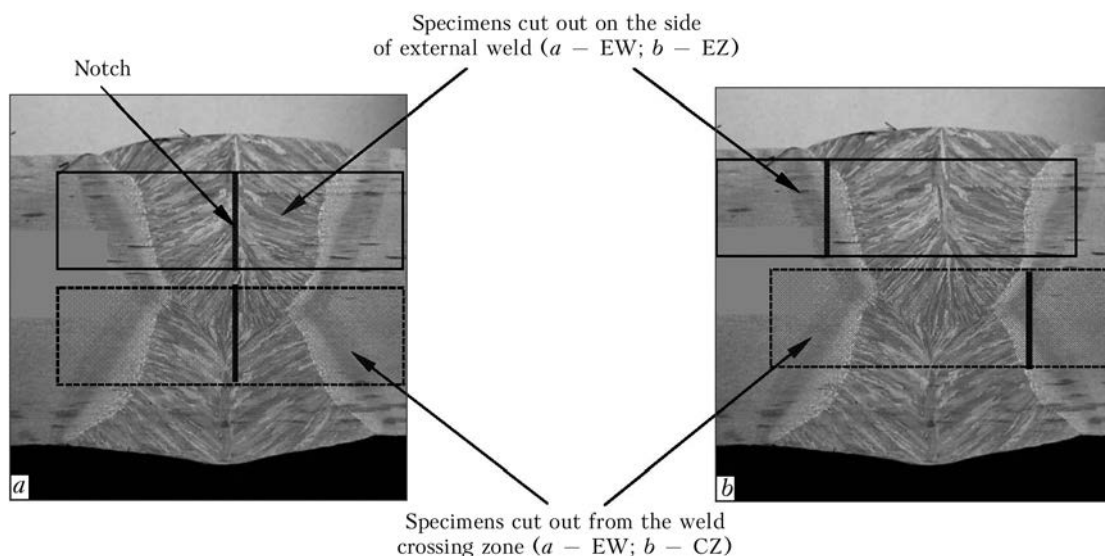 Specimens cut out on the side
of external weld (a – EW; b – EZ)
Notch
a
b
Specimens cut out from the weld
crossing zone (a – EW; b – CZ)